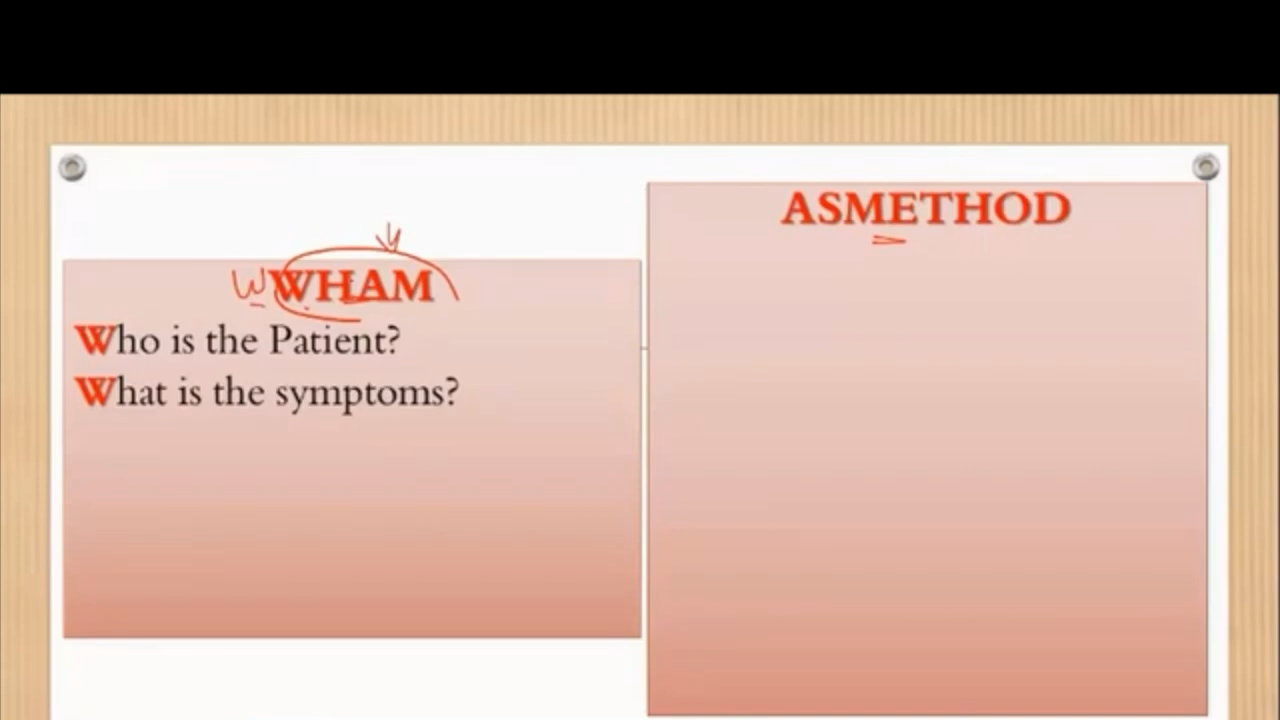 WWHAM
Who is the Patient?
What is the symptoms?
ASMETHOD